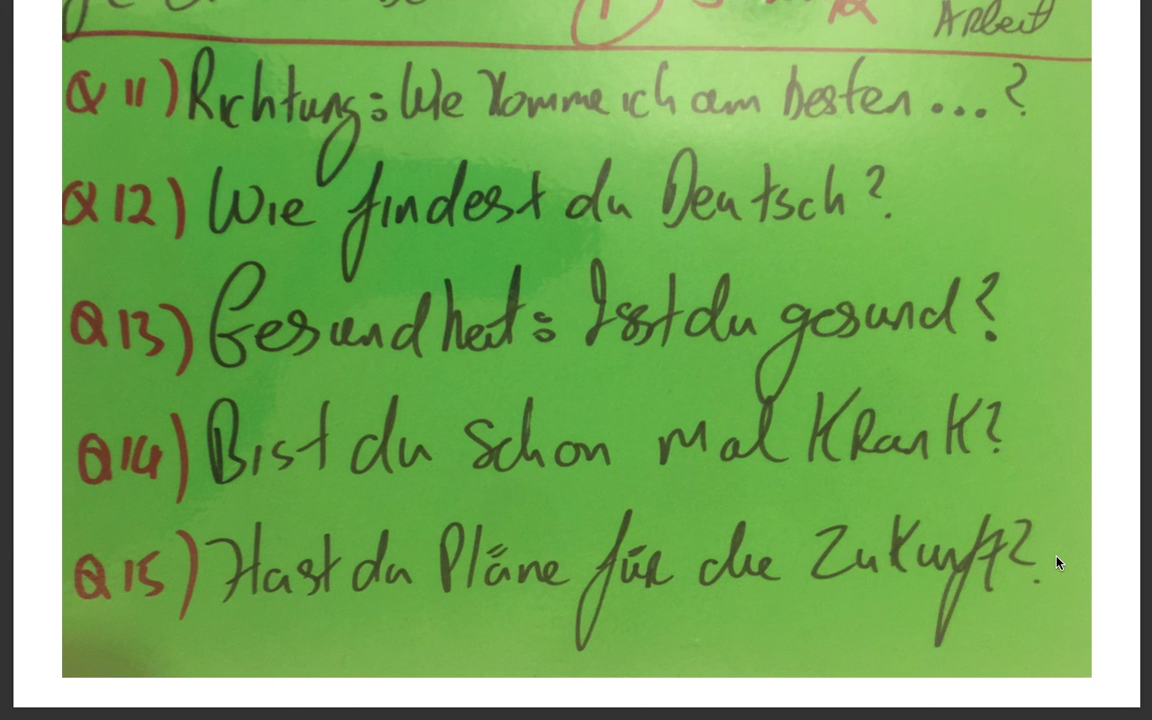 Arbeit
Q 11) Richtung: Wie komme ich am besten ... ?
Q 12) Wie findest du Deutsch?
Q 13) Gesundheit: Isst du gesund?
Q 14) Bist du schon mal krank?
Q 15) Hast du Pläne für die Zukunft?